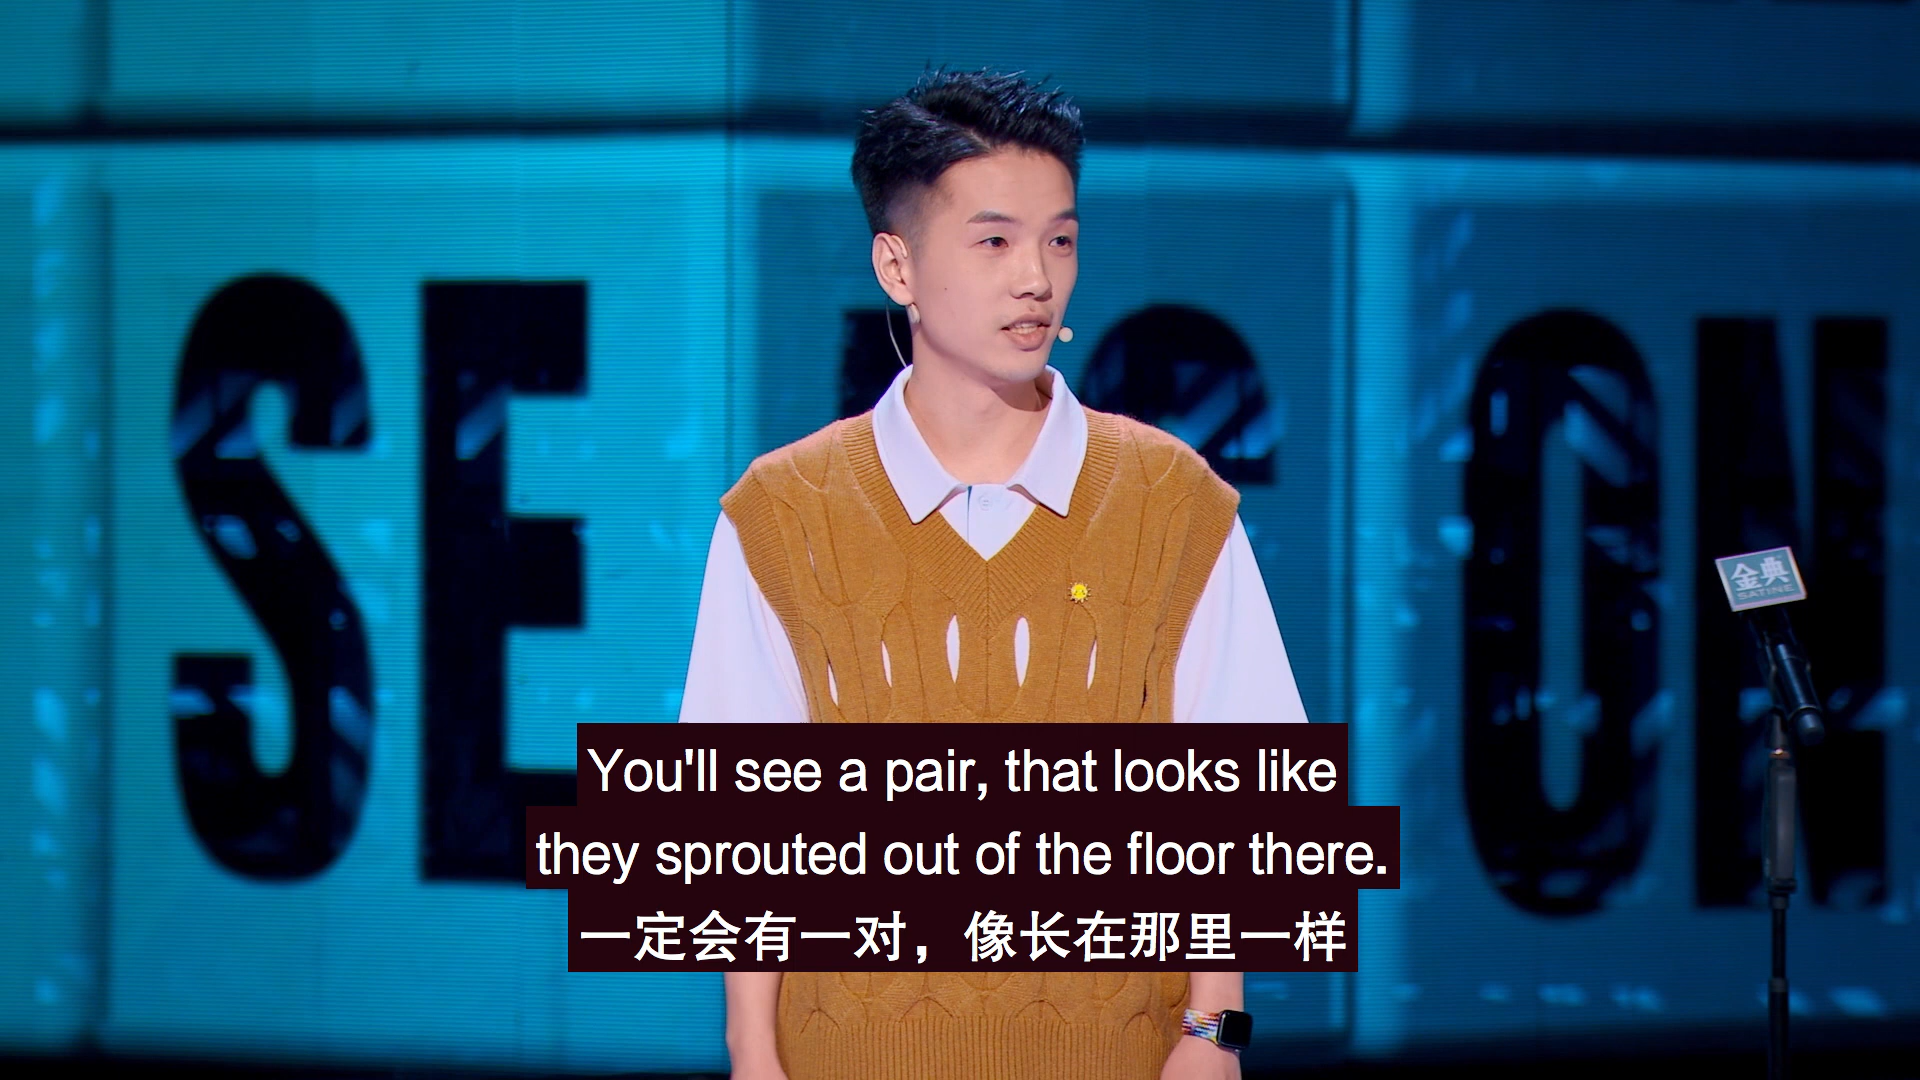 SEASON
金典
SATINE
You'll see a pair, that looks like
they sprouted out of the floor there.
一定会有一对，像长在那里一样